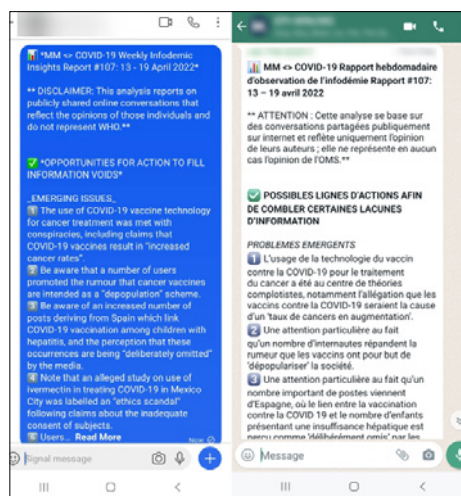 📊 *MM <> COVID-19 Weekly Infodemic
Insights Report #107: 13 - 19 April 2022*
** DISCLAIMER: This analysis reports on
publicly shared online conversations that
reflect the opinions of those individuals and
do not represent WHO.**
✅ *OPPORTUNITIES FOR ACTION TO FILL
INFORMATION VOIDS*
_EMERGING ISSUES_
1️⃣ The use of COVID-19 vaccine technology
for cancer treatment was met with
conspiracies, including claims that
COVID-19 vaccines result in "increased
cancer rates".
2️⃣ Be aware that a number of users
promoted the rumour that cancer vaccines
are intended as a "depopulation" scheme.
3️⃣ Be aware of an increased number of
posts deriving from Spain which link
COVID-19 vaccination among children with
hepatitis, and the perception that these
occurrences are being "deliberately omitted"
by the media.
4️⃣ Note that an alleged study on use of
ivermectin in treating COVID-19 in Mexico
City was labelled an "ethics scandal"
following claims about the inadequate
consent of subjects.
5️⃣ Users... Read More
Now
Signal message
📊 MM <> COVID-19 Rapport hebdomadaire
d'observation de l'infodémie Rapport #107:
13 – 19 avril 2022
** ATTENTION : Cette analyse se base sur
des conversations partagées publiquement
sur internet et reflète uniquement l'opinion
de leurs auteurs ; elle ne représente en aucun
cas l'opinion de l'OMS.**
✅ POSSIBLES LIGNES D'ACTIONS AFIN
DE COMBLER CERTAINES LACUNES
D'INFORMATION
PROBLEMES EMERGENTS
1️⃣ L'usage de la technologie du vaccin
contre la COVID-19 pour le traitement
du cancer a été au centre de théories
complotistes, notamment l'allégation que les
vaccins contre la COVID-19 seraient la cause
d'un 'taux de cancers en augmentation'.
2️⃣ Une attention particulière au fait
qu'un nombre d'internautes répandent la
rumeur que les vaccins ont pour but de
'dépopulariser' la société.
3️⃣ Une attention particulière au fait qu'un
nombre important de postes viennent
d'Espagne, où le lien entre la vaccination
contre la COVID 19 et le nombre d'enfants
présentant une insuffisance hépatique est
perçu comme 'délibérément omis' par les
Message